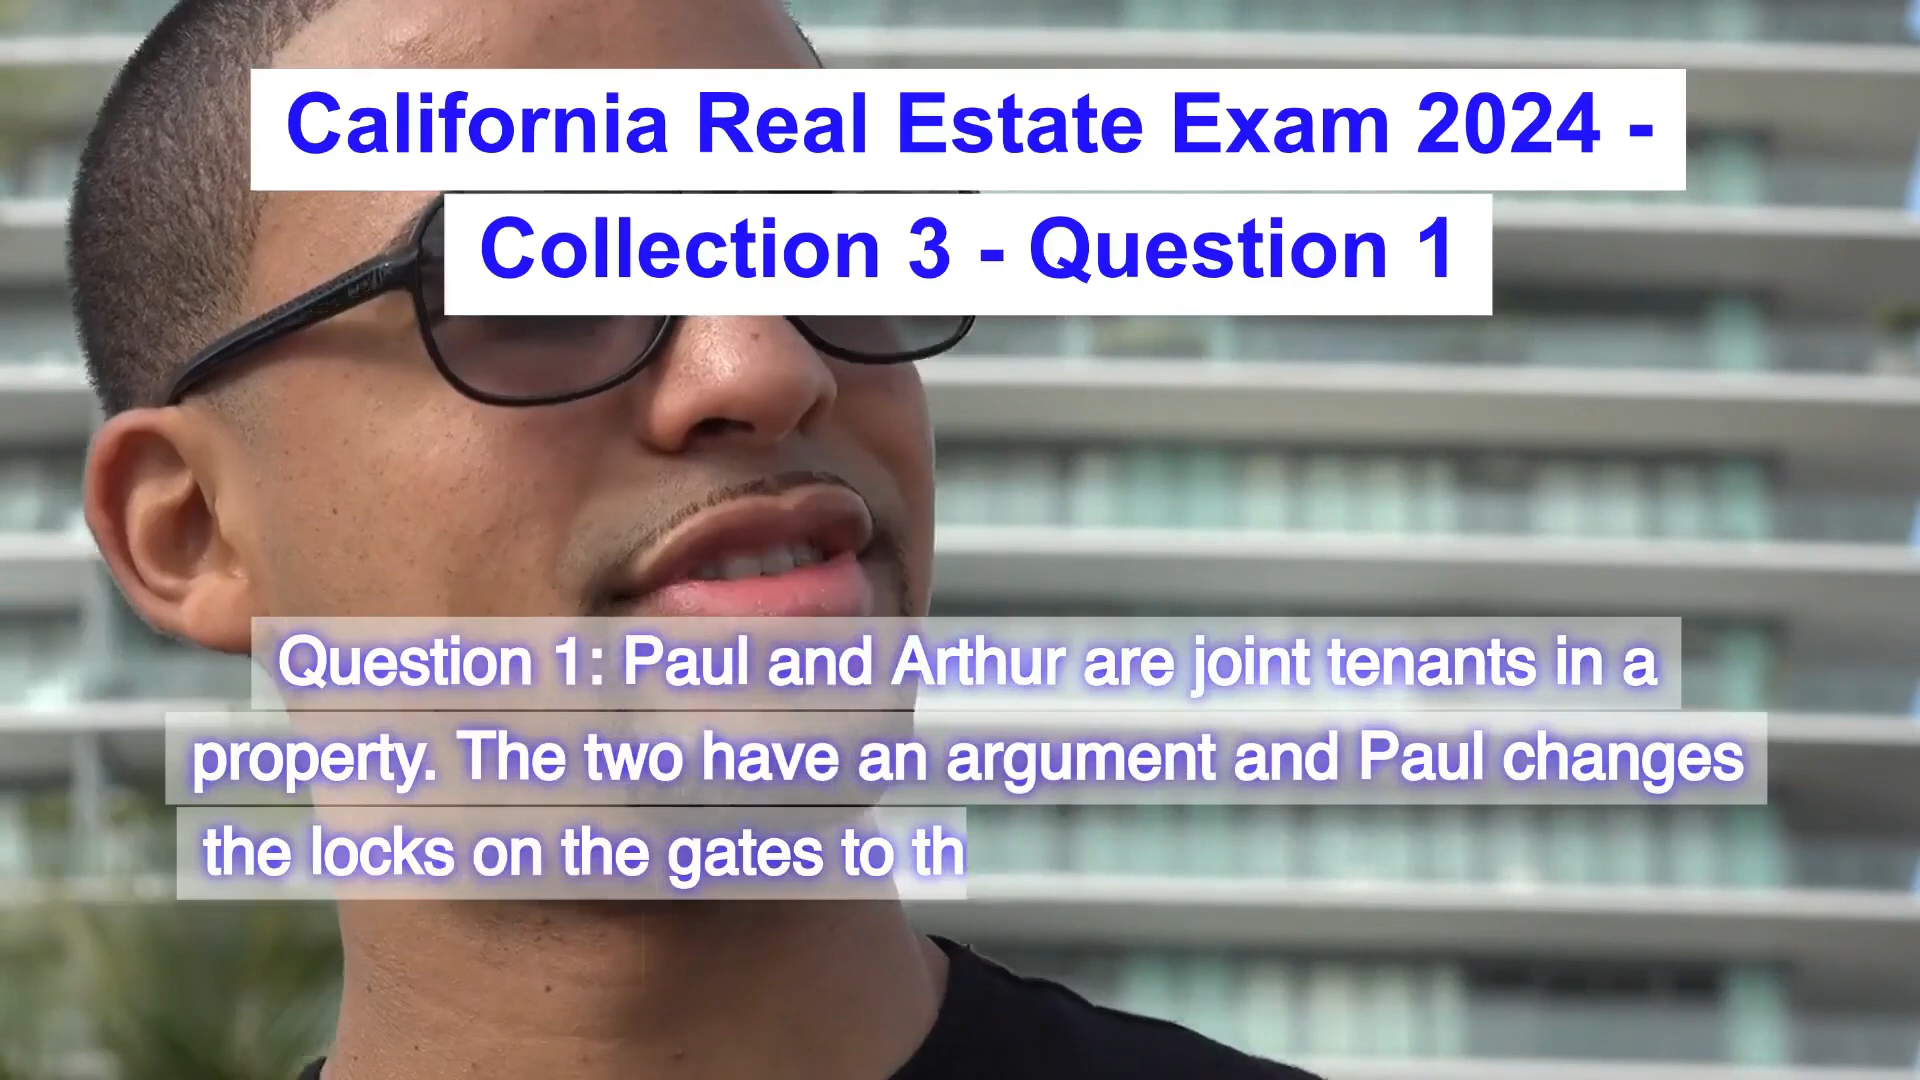 California Real Estate Exam 2024 -
Collection 3 - Question 1
Question 1: Paul and Arthur are joint tenants in a
property. The two have an argument and Paul changes
the locks on the gates to th